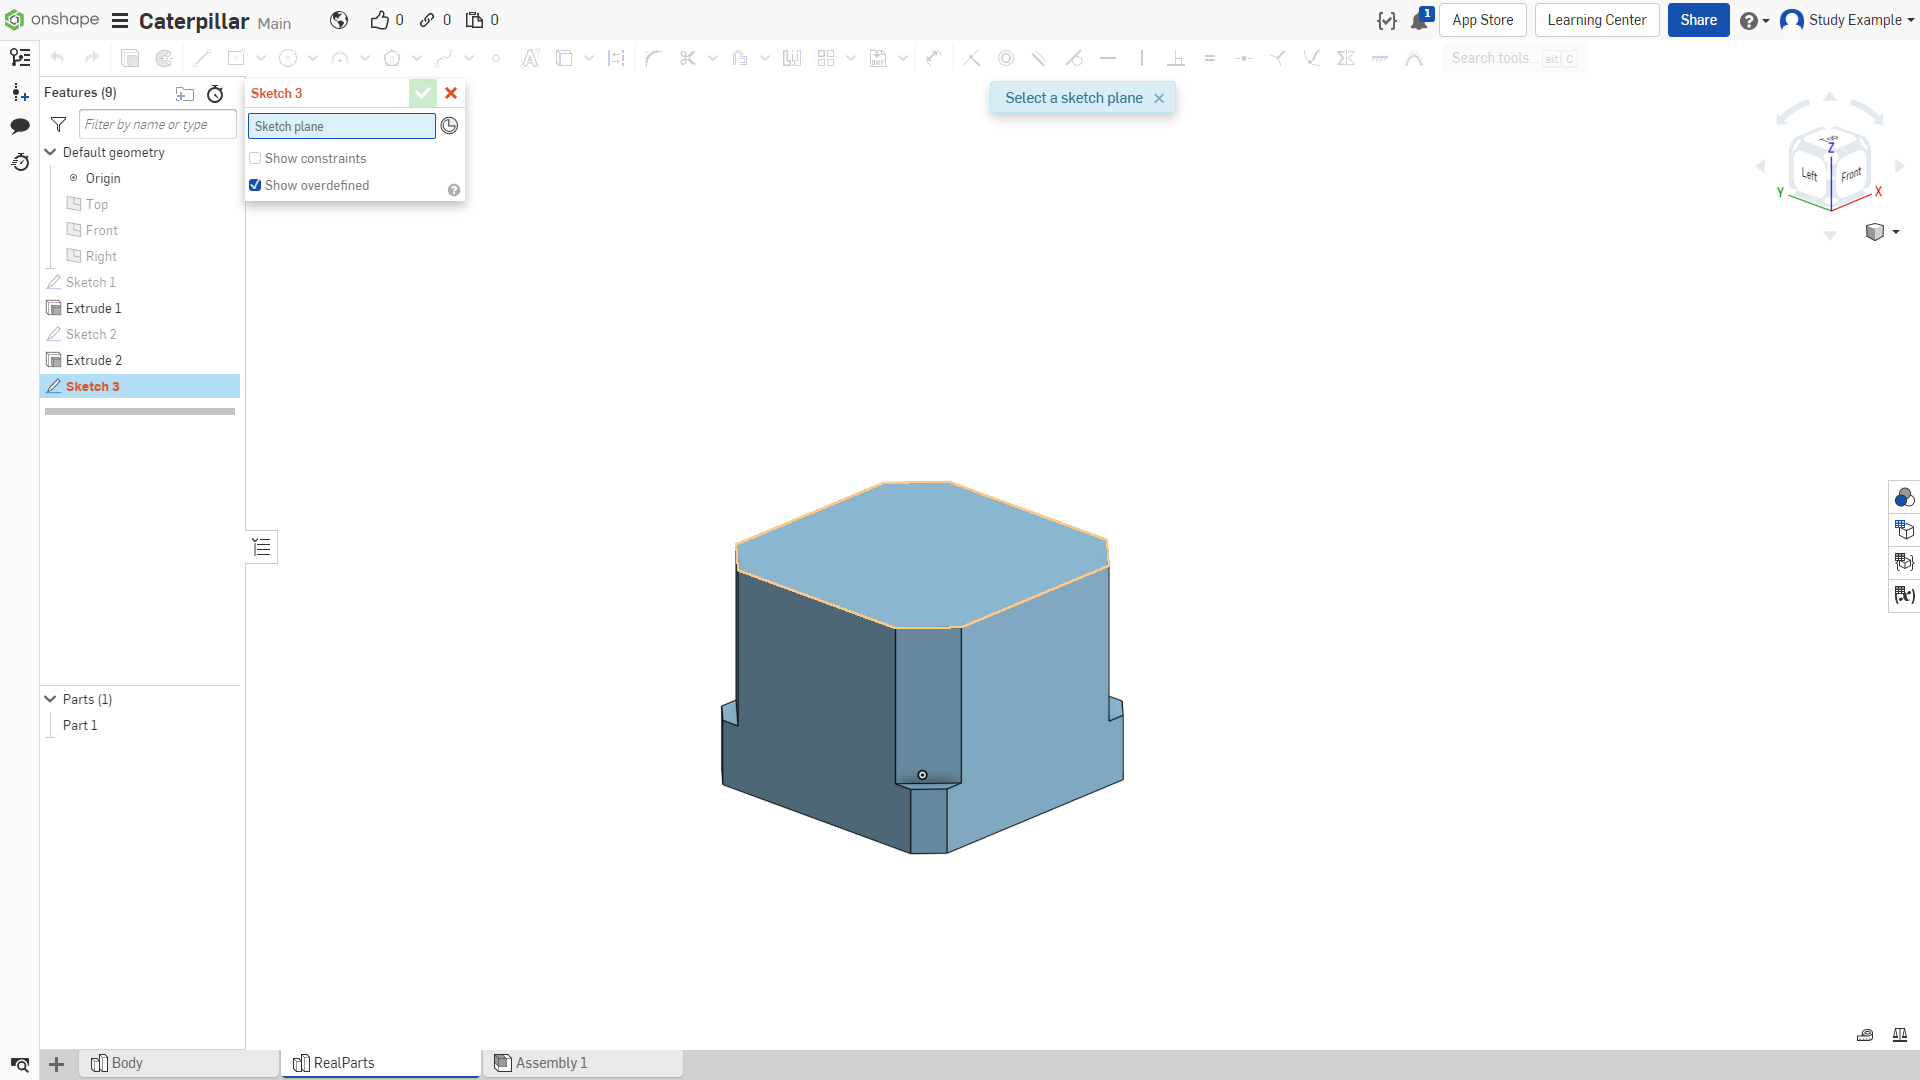 onshape Caterpillar Main 0 0 0 1 App Store Learning Center Share Study Example
Search tools... alt C
Features (9)
Sketch 3
Select a sketch plane
Filter by name or type
Sketch plane
Default geometry
Show constraints
Origin
Show overdefined
Top
Front
Right
Sketch 1
Extrude 1
Sketch 2
Extrude 2
Sketch 3
Top
Z
Left
Front
Y
X
Parts (1)
Part 1
Body
RealParts
Assembly 1